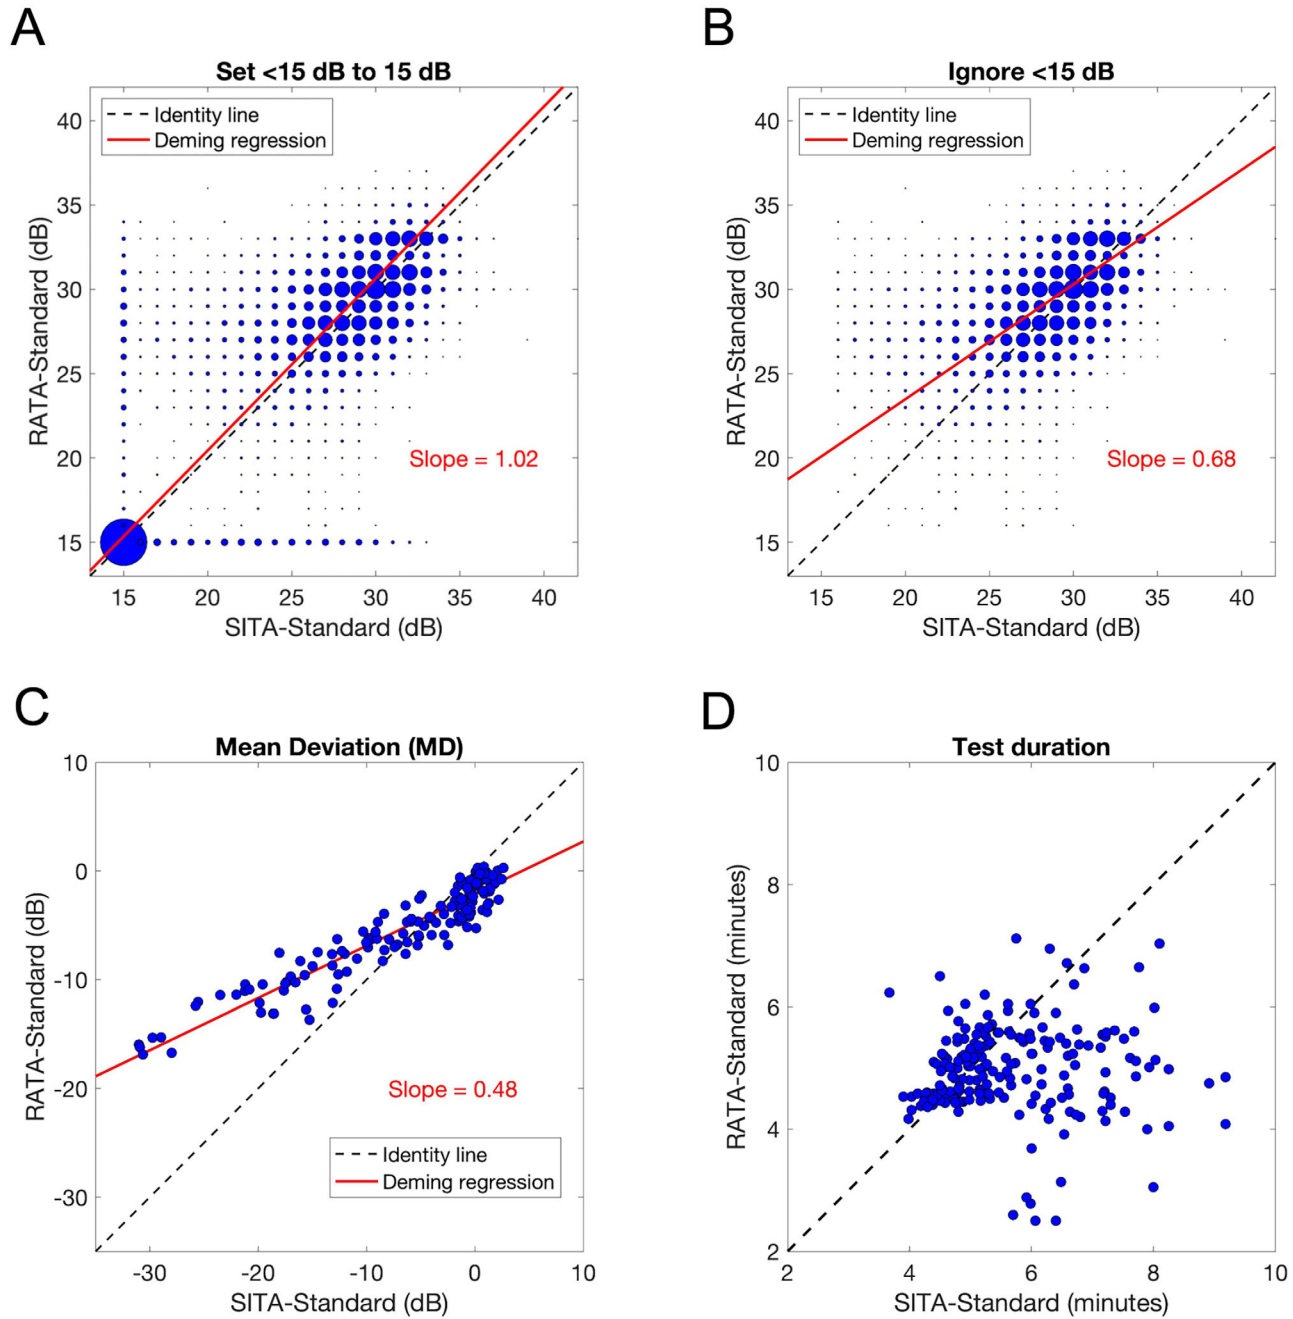 A
Set <15 dB to 15 dB
Identity line
Deming regression
40
35
30
25
20
15
RATA-Standard (dB)
Slope = 1.02
15 20 25 30 35 40
SITA-Standard (dB)
B
Ignore <15 dB
Identity line
Deming regression
40
35
30
25
20
15
RATA-Standard (dB)
Slope = 0.68
15 20 25 30 35 40
SITA-Standard (dB)
C
Mean Deviation (MD)
10
0
-10
-20
-30
RATA-Standard (dB)
Slope = 0.48
Identity line
Deming regression
-30 -20 -10 0 10
SITA-Standard (dB)
D
Test duration
10
8
6
4
2
RATA-Standard (minutes)
2 4 6 8 10
SITA-Standard (minutes)